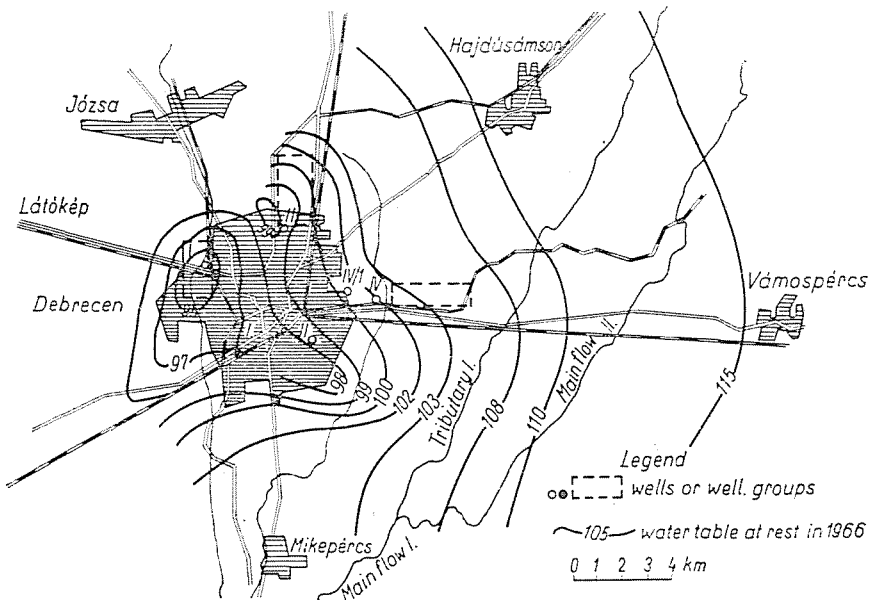 Hajdúsámson
Józsa
Látókép
Debrecen
Vámospércs
IV/1
IV
I
II
97
98
99
100
102
103
108
110
115
Tributary I.
Main flow II.
Main flow I.
Mikepércs
Legend
wells or well. groups
105 water table at rest in 1966
0 1 2 3 4 km